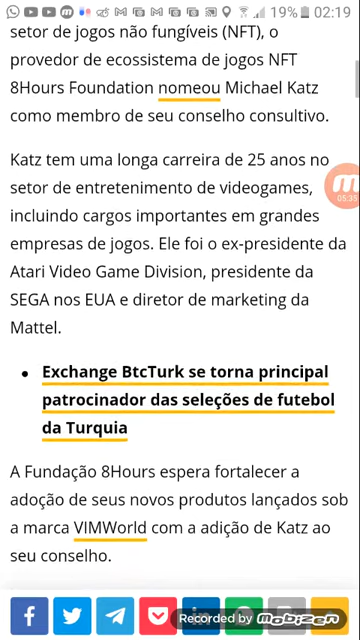 19% 02:19
setor de jogos não fungíveis (NFT), o
provedor de ecossistema de jogos NFT
8Hours Foundation nomeou Michael Katz
como membro de seu conselho consultivo.
Katz tem uma longa carreira de 25 anos no
setor de entretenimento de videogames,
incluindo cargos importantes em grandes
empresas de jogos. Ele foi o ex-presidente da
Atari Video Game Division, presidente da
SEGA nos EUA e diretor de marketing da
Mattel.
05:35
• Exchange BtcTurk se torna principal
patrocinador das seleções de futebol
da Turquia
A Fundação 8Hours espera fortalecer a
adoção de seus novos produtos lançados sob
a marca VIMWorld com a adição de Katz ao
seu conselho.
Recorded by MOBIZEN